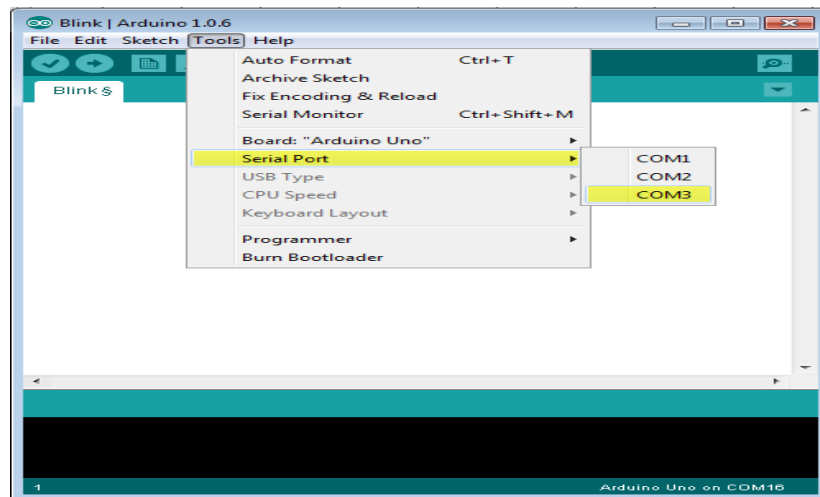 Blink | Arduino 1.0.6
File Edit Sketch Tools Help
Auto Format Ctrl+T
Archive Sketch
Fix Encoding & Reload
Serial Monitor Ctrl+Shift+M
Blink §
Board: "Arduino Uno"
Serial Port
USB Type
CPU Speed
Keyboard Layout
Programmer
Burn Bootloader
COM1
COM2
COM3
1 Arduino Uno on COM16